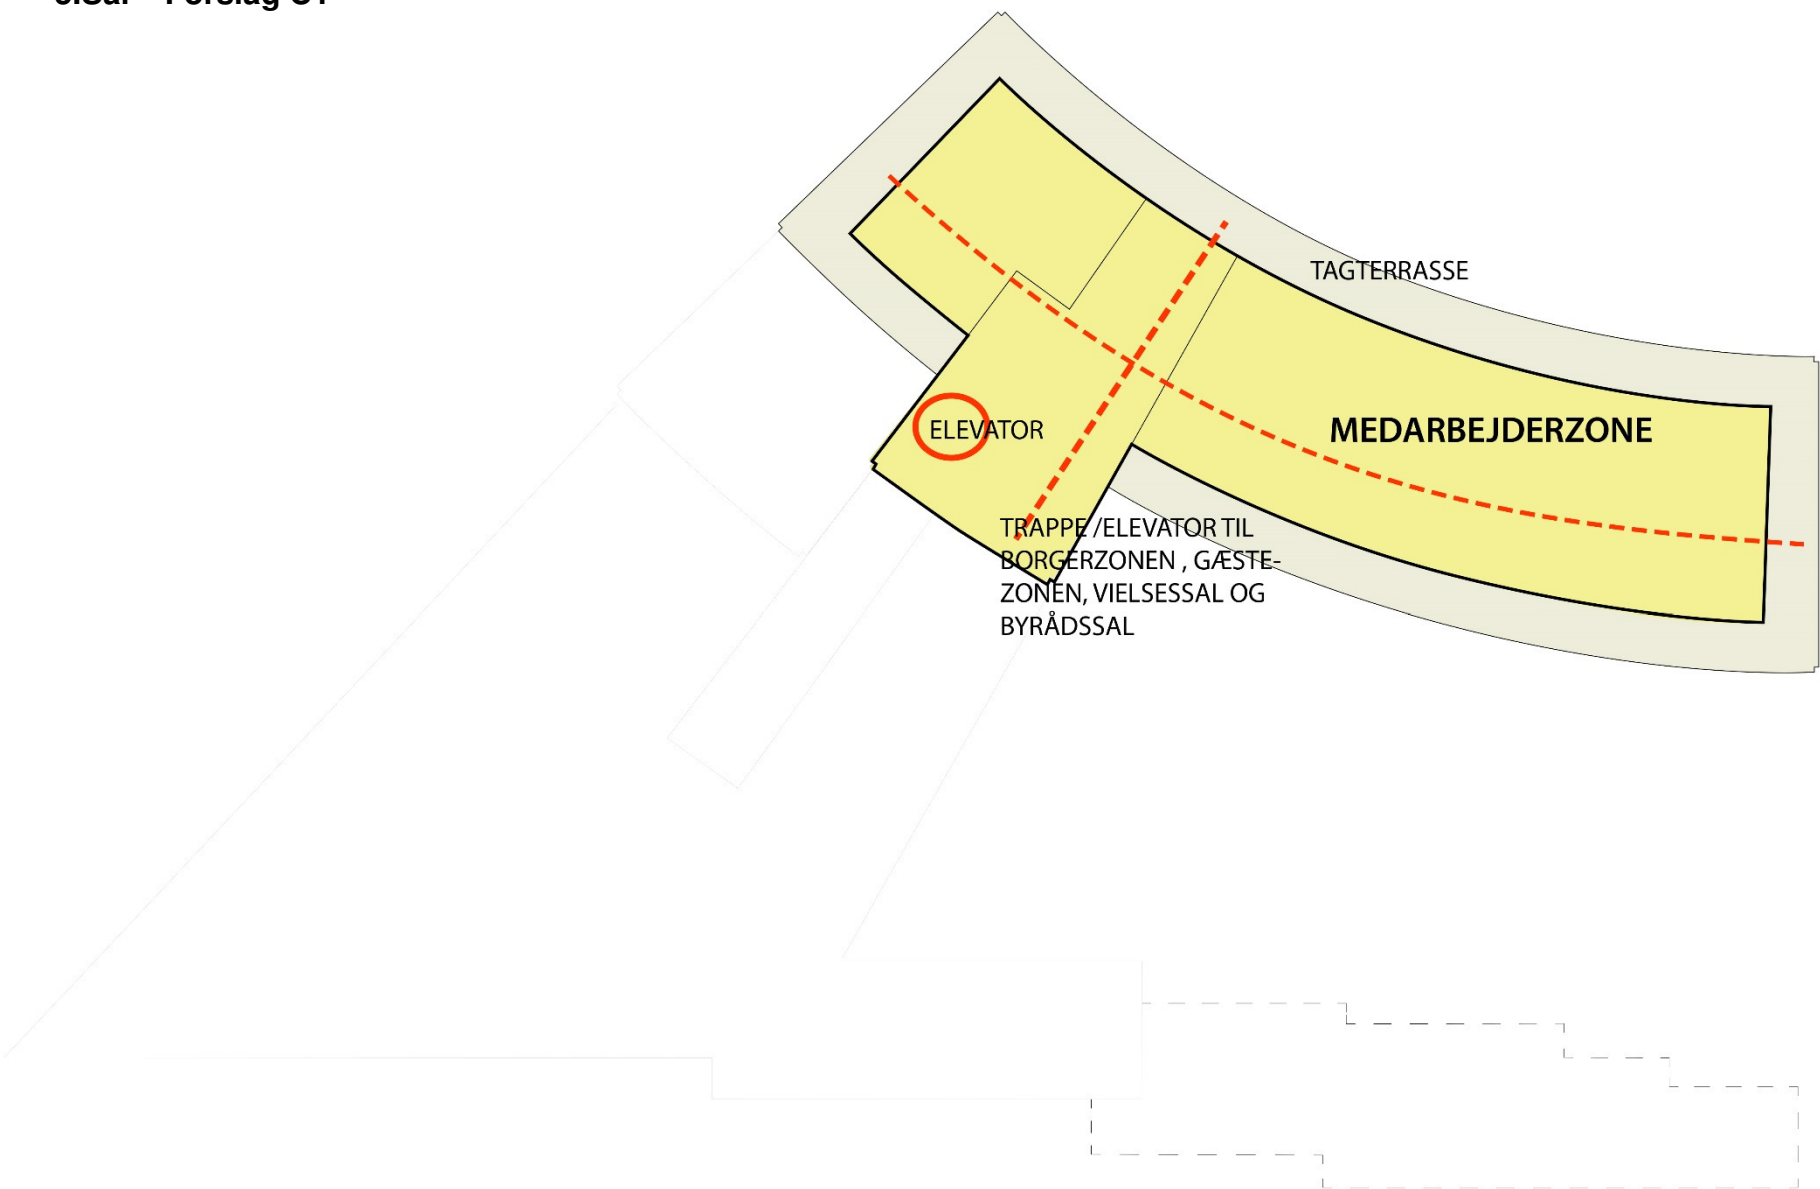 TAGTERRASSE
ELEVATOR
MEDARBEJDERZONE
TRAPPE /ELEVATOR TIL
BORGERZONEN , GÆSTE-
ZONEN, VIELSESSAL OG
BYRÅDSSAL